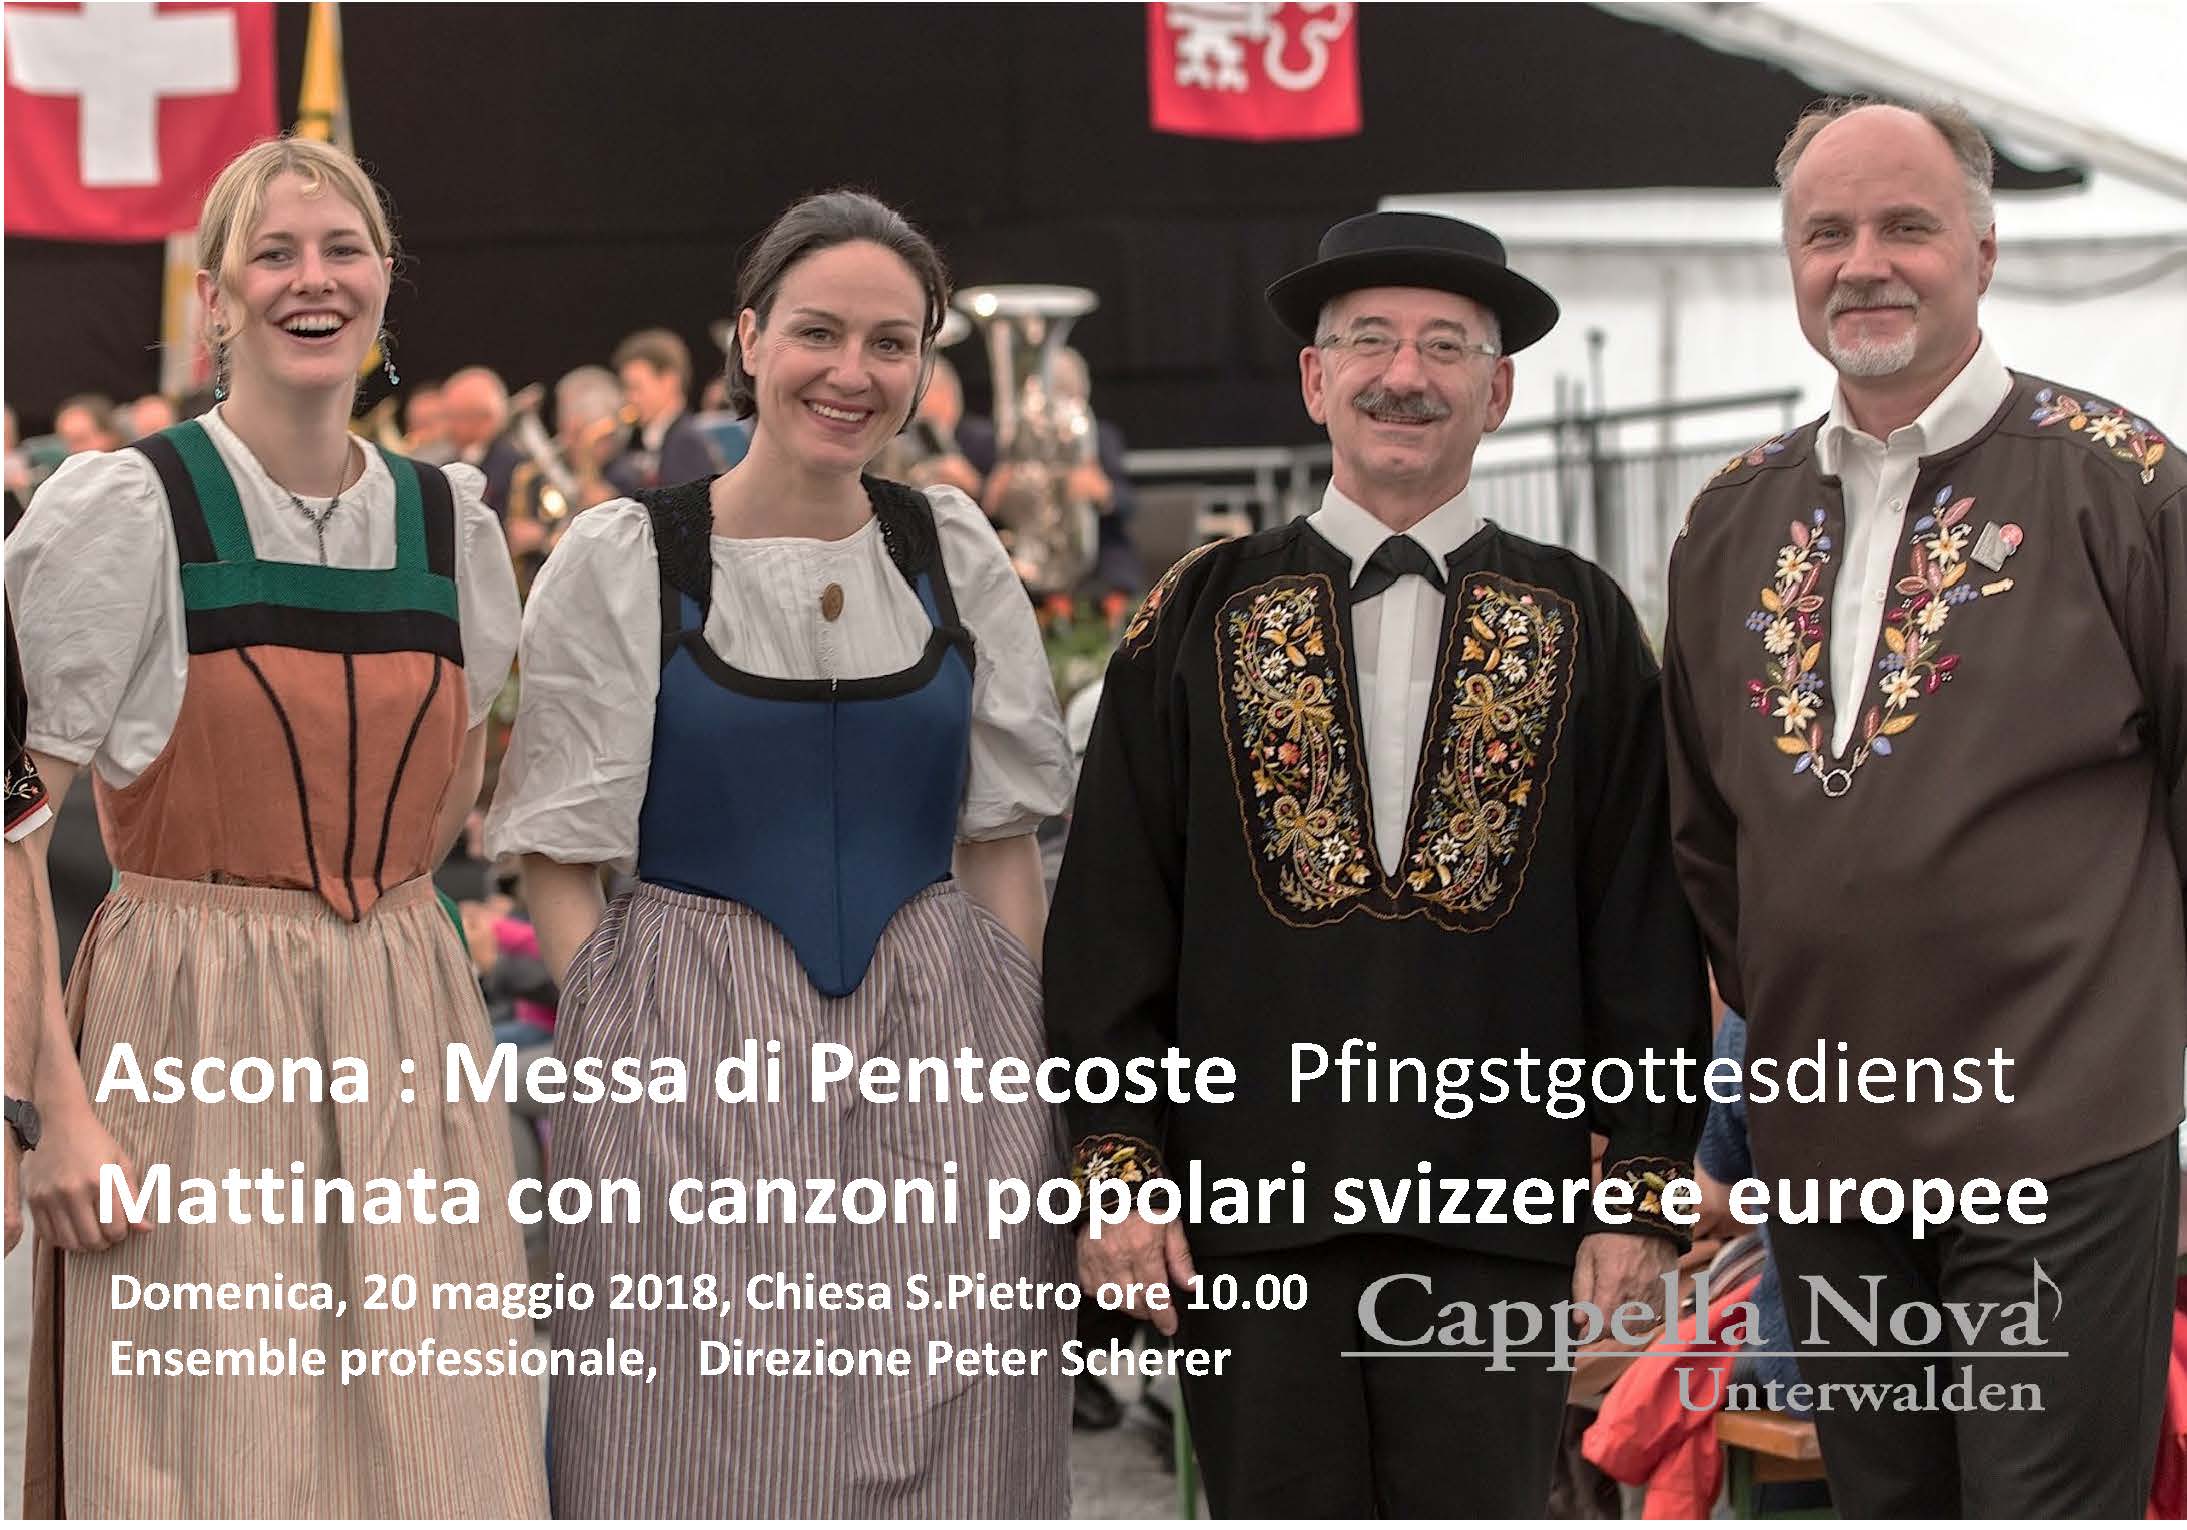 Ascona : Messa di Pentecoste Pfingstgottesdienst
Mattinata con canzoni popolari svizzere e europee
Domenica, 20 maggio 2018, Chiesa S.Pietro ore 10.00
Ensemble professionale, Direzione Peter Scherer
Cappella Nova
Unterwalden